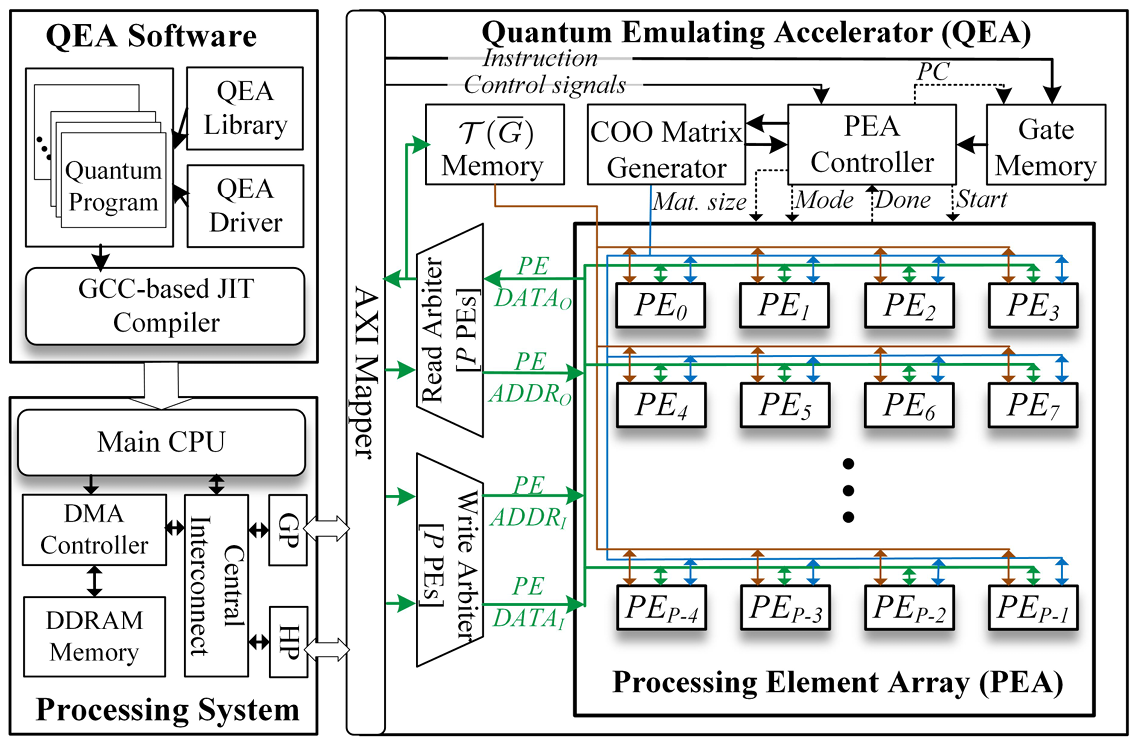 QEA Software
QEA
Library
Quantum
Program
QEA
Driver
GCC-based JIT
Compiler
Main CPU
DMA
Controller
DDRAM
Memory
Central
Interconnect
GP
HP
Processing System
AXI Mapper
Quantum Emulating Accelerator (QEA)
Instruction
Control signals
PC
𝒯(G̅)
Memory
COO Matrix
Generator
PEA
Controller
Gate
Memory
Mat. size
Mode
Done
Start
Read Arbiter
[P PEs]
PE
DATA_O
PE
ADDR_O
Write Arbiter
[P PEs]
PE
ADDR_I
PE
DATA_I
PE_0 PE_1 PE_2 PE_3
PE_4 PE_5 PE_6 PE_7
PE_P-4 PE_P-3 PE_P-2 PE_P-1
Processing Element Array (PEA)